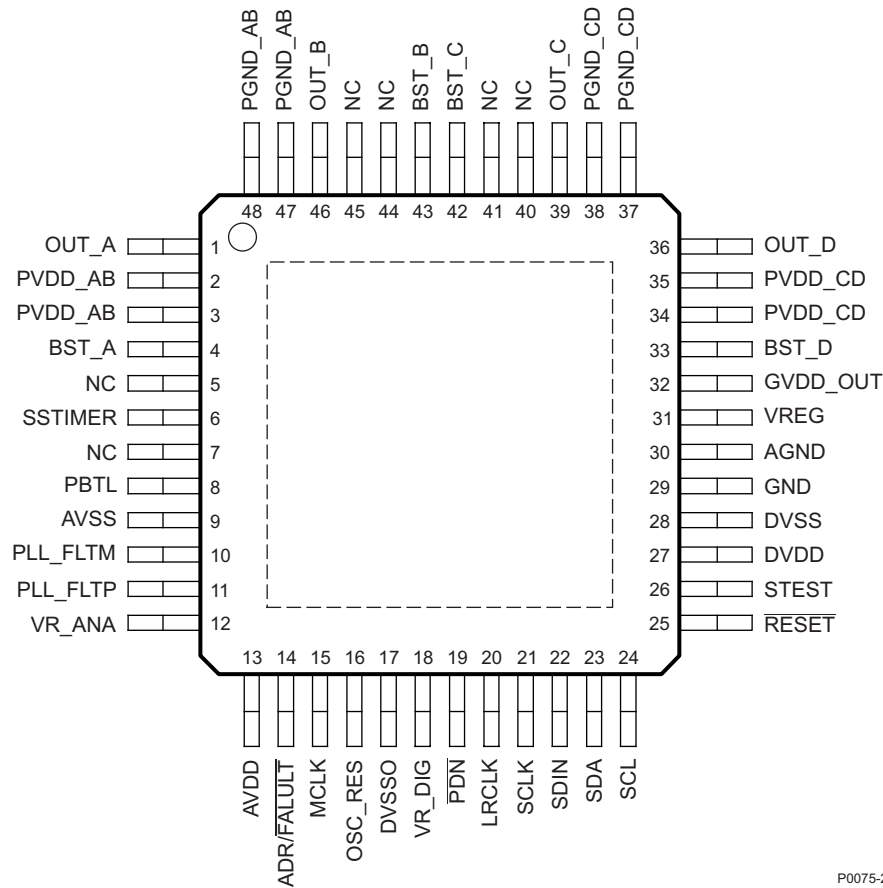 PGND_AB
PGND_AB
OUT_B
NC
NC
BST_B
BST_C
NC
NC
OUT_C
PGND_CD
PGND_CD
48 47 46 45 44 43 42 41 40 39 38 37
OUT_A 1
PVDD_AB 2
PVDD_AB 3
BST_A 4
NC 5
SSTIMER 6
NC 7
PBTL 8
AVSS 9
PLL_FLTM 10
PLL_FLTP 11
VR_ANA 12
36 OUT_D
35 PVDD_CD
34 PVDD_CD
33 BST_D
32 GVDD_OUT
31 VREG
30 AGND
29 GND
28 DVSS
27 DVDD
26 STEST
25 RESET
13 14 15 16 17 18 19 20 21 22 23 24
AVDD
ADR/FALULT
MCLK
OSC_RES
DVSSO
VR_DIG
PDN
LRCLK
SCLK
SDIN
SDA
SCL